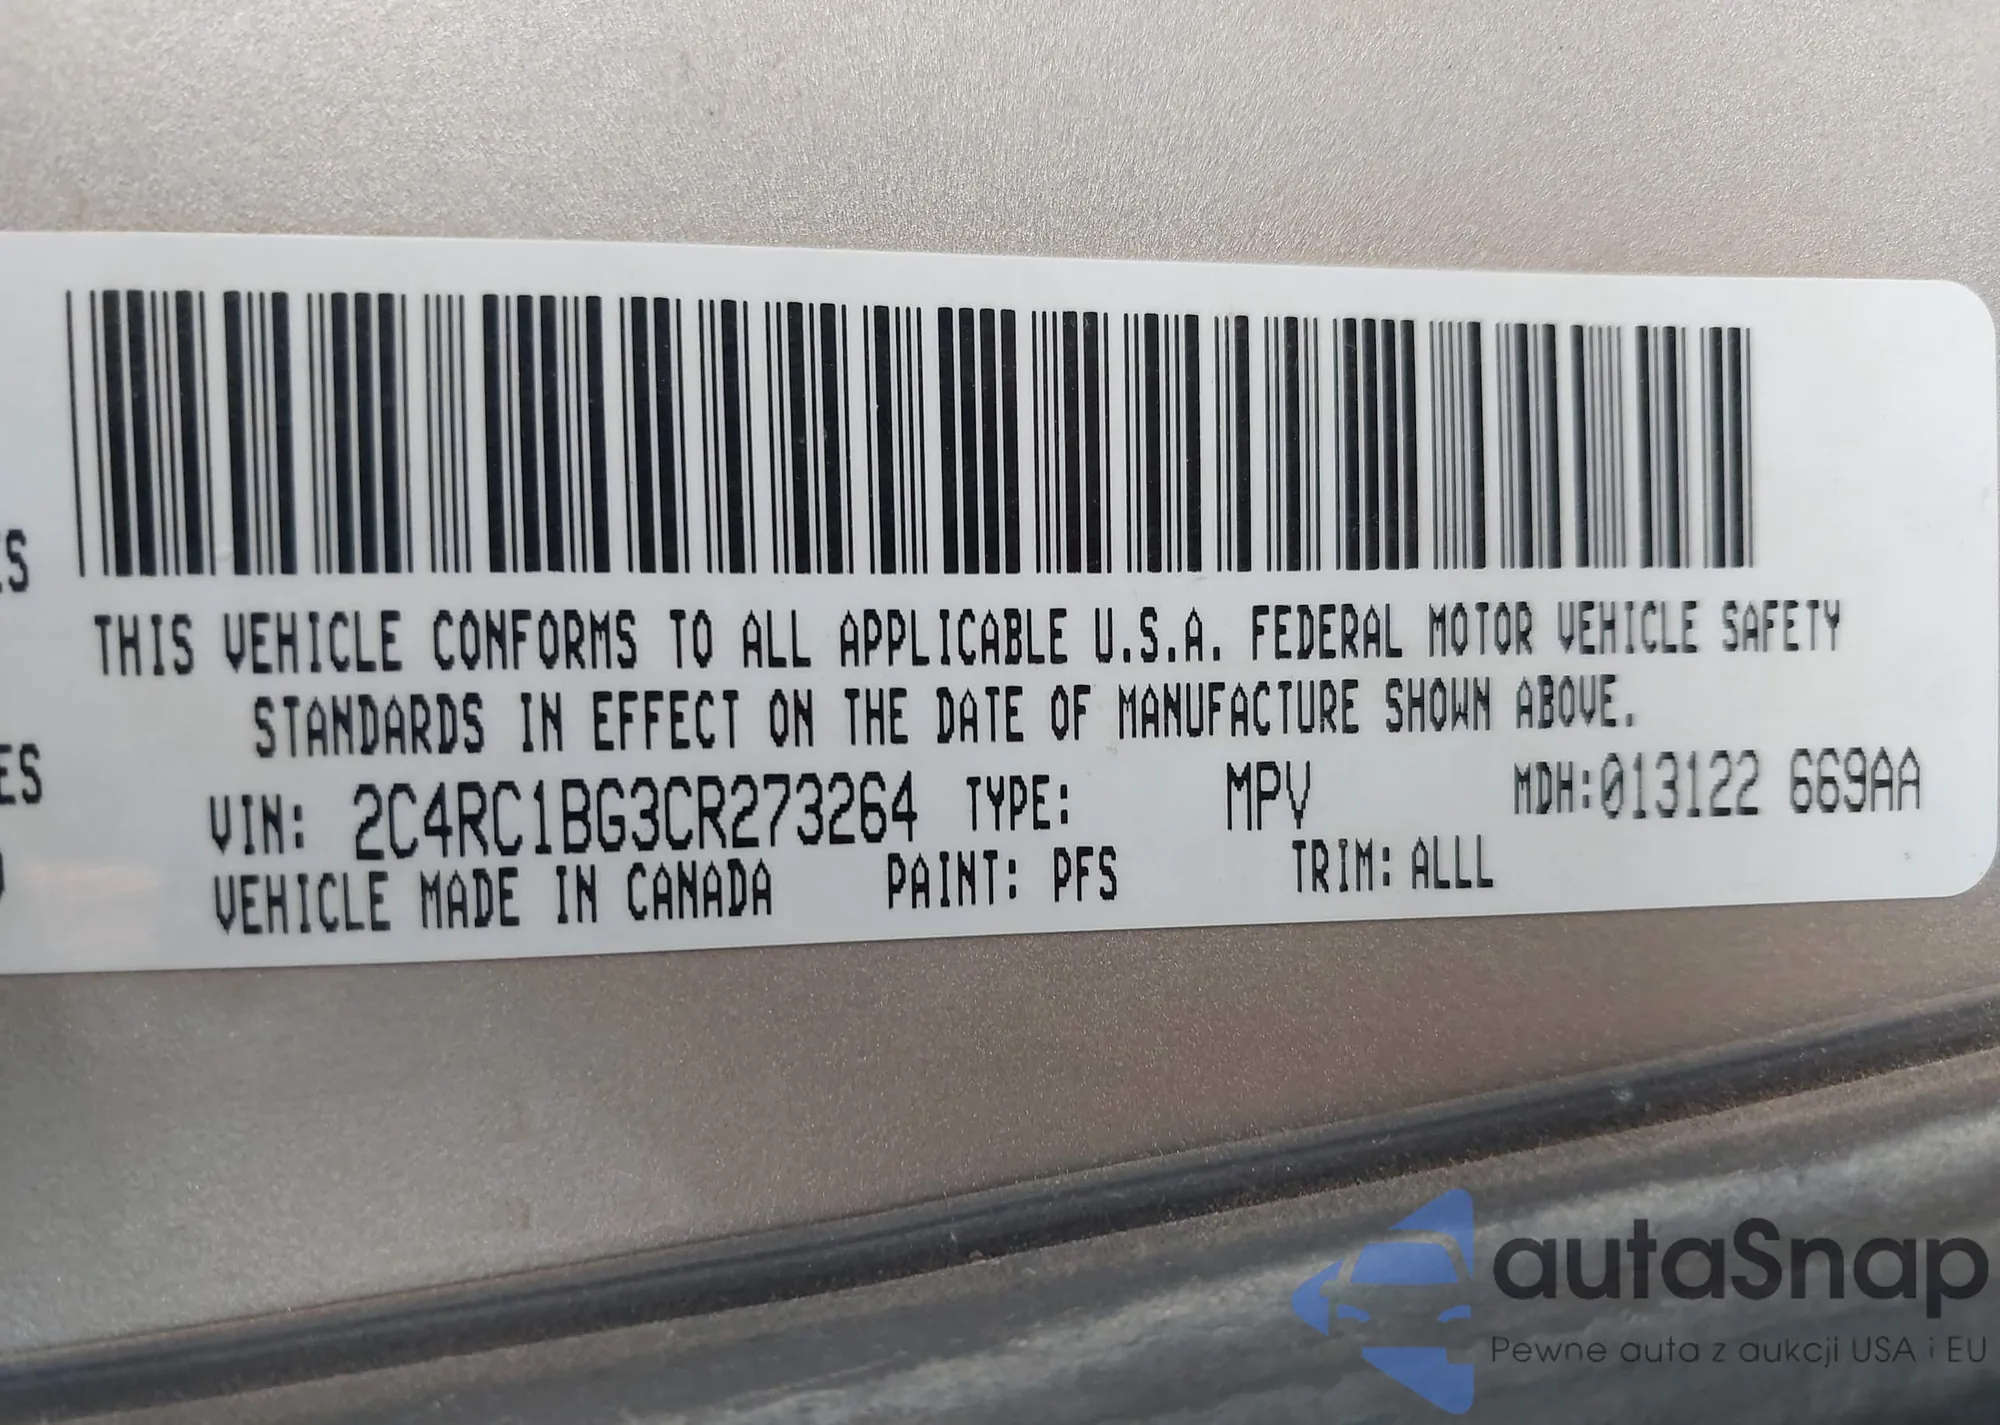 THIS VEHICLE CONFORMS TO ALL APPLICABLE U.S.A. FEDERAL MOTOR VEHICLE SAFETY
STANDARDS IN EFFECT ON THE DATE OF MANUFACTURE SHOWN ABOVE.
VIN: 2C4RC1BG3CR273264 TYPE: MPV MDH:013122 669AA
VEHICLE MADE IN CANADA PAINT: PFS TRIM: ALLL
autaSnap
Pewne auta z aukcji USA i EU